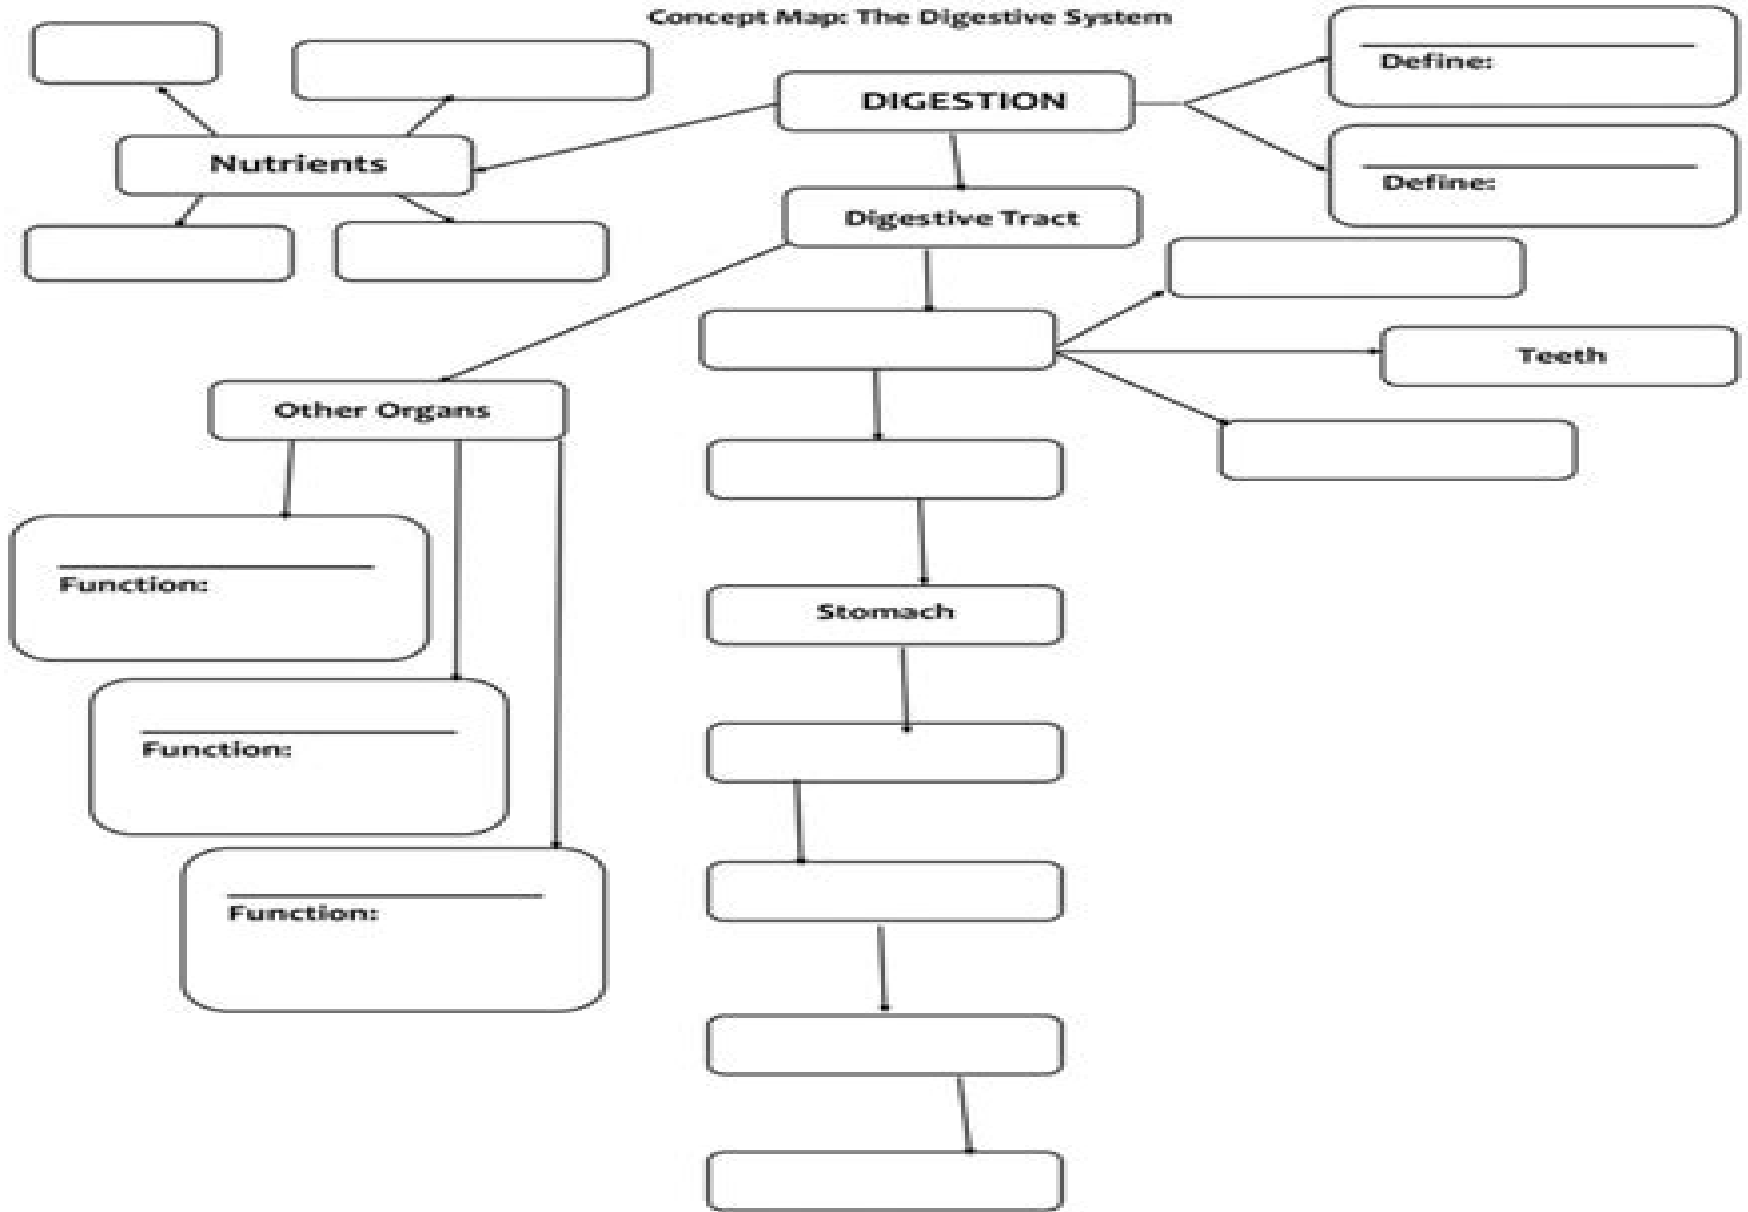 Concept Map: The Digestive System
Define:
DIGESTION
Nutrients
Define:
Digestive Tract
Teeth
Other Organs
Function:
Stomach
Function:
Function: